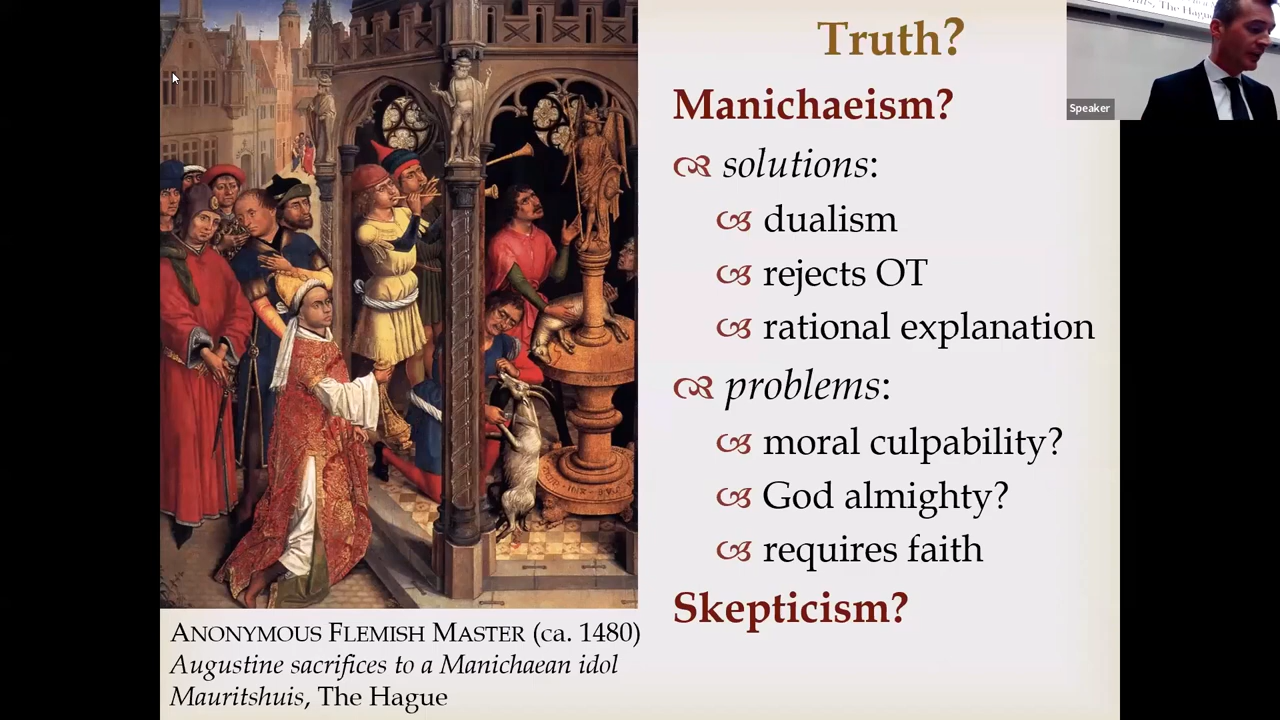 Truth?
Manichaeism?
solutions:
dualism
rejects OT
rational explanation
problems:
moral culpability?
God almighty?
requires faith
Skepticism?
ANONYMOUS FLEMISH MASTER (ca. 1480)
Augustine sacrifices to a Manichaean idol
Mauritshuis, The Hague
Speaker